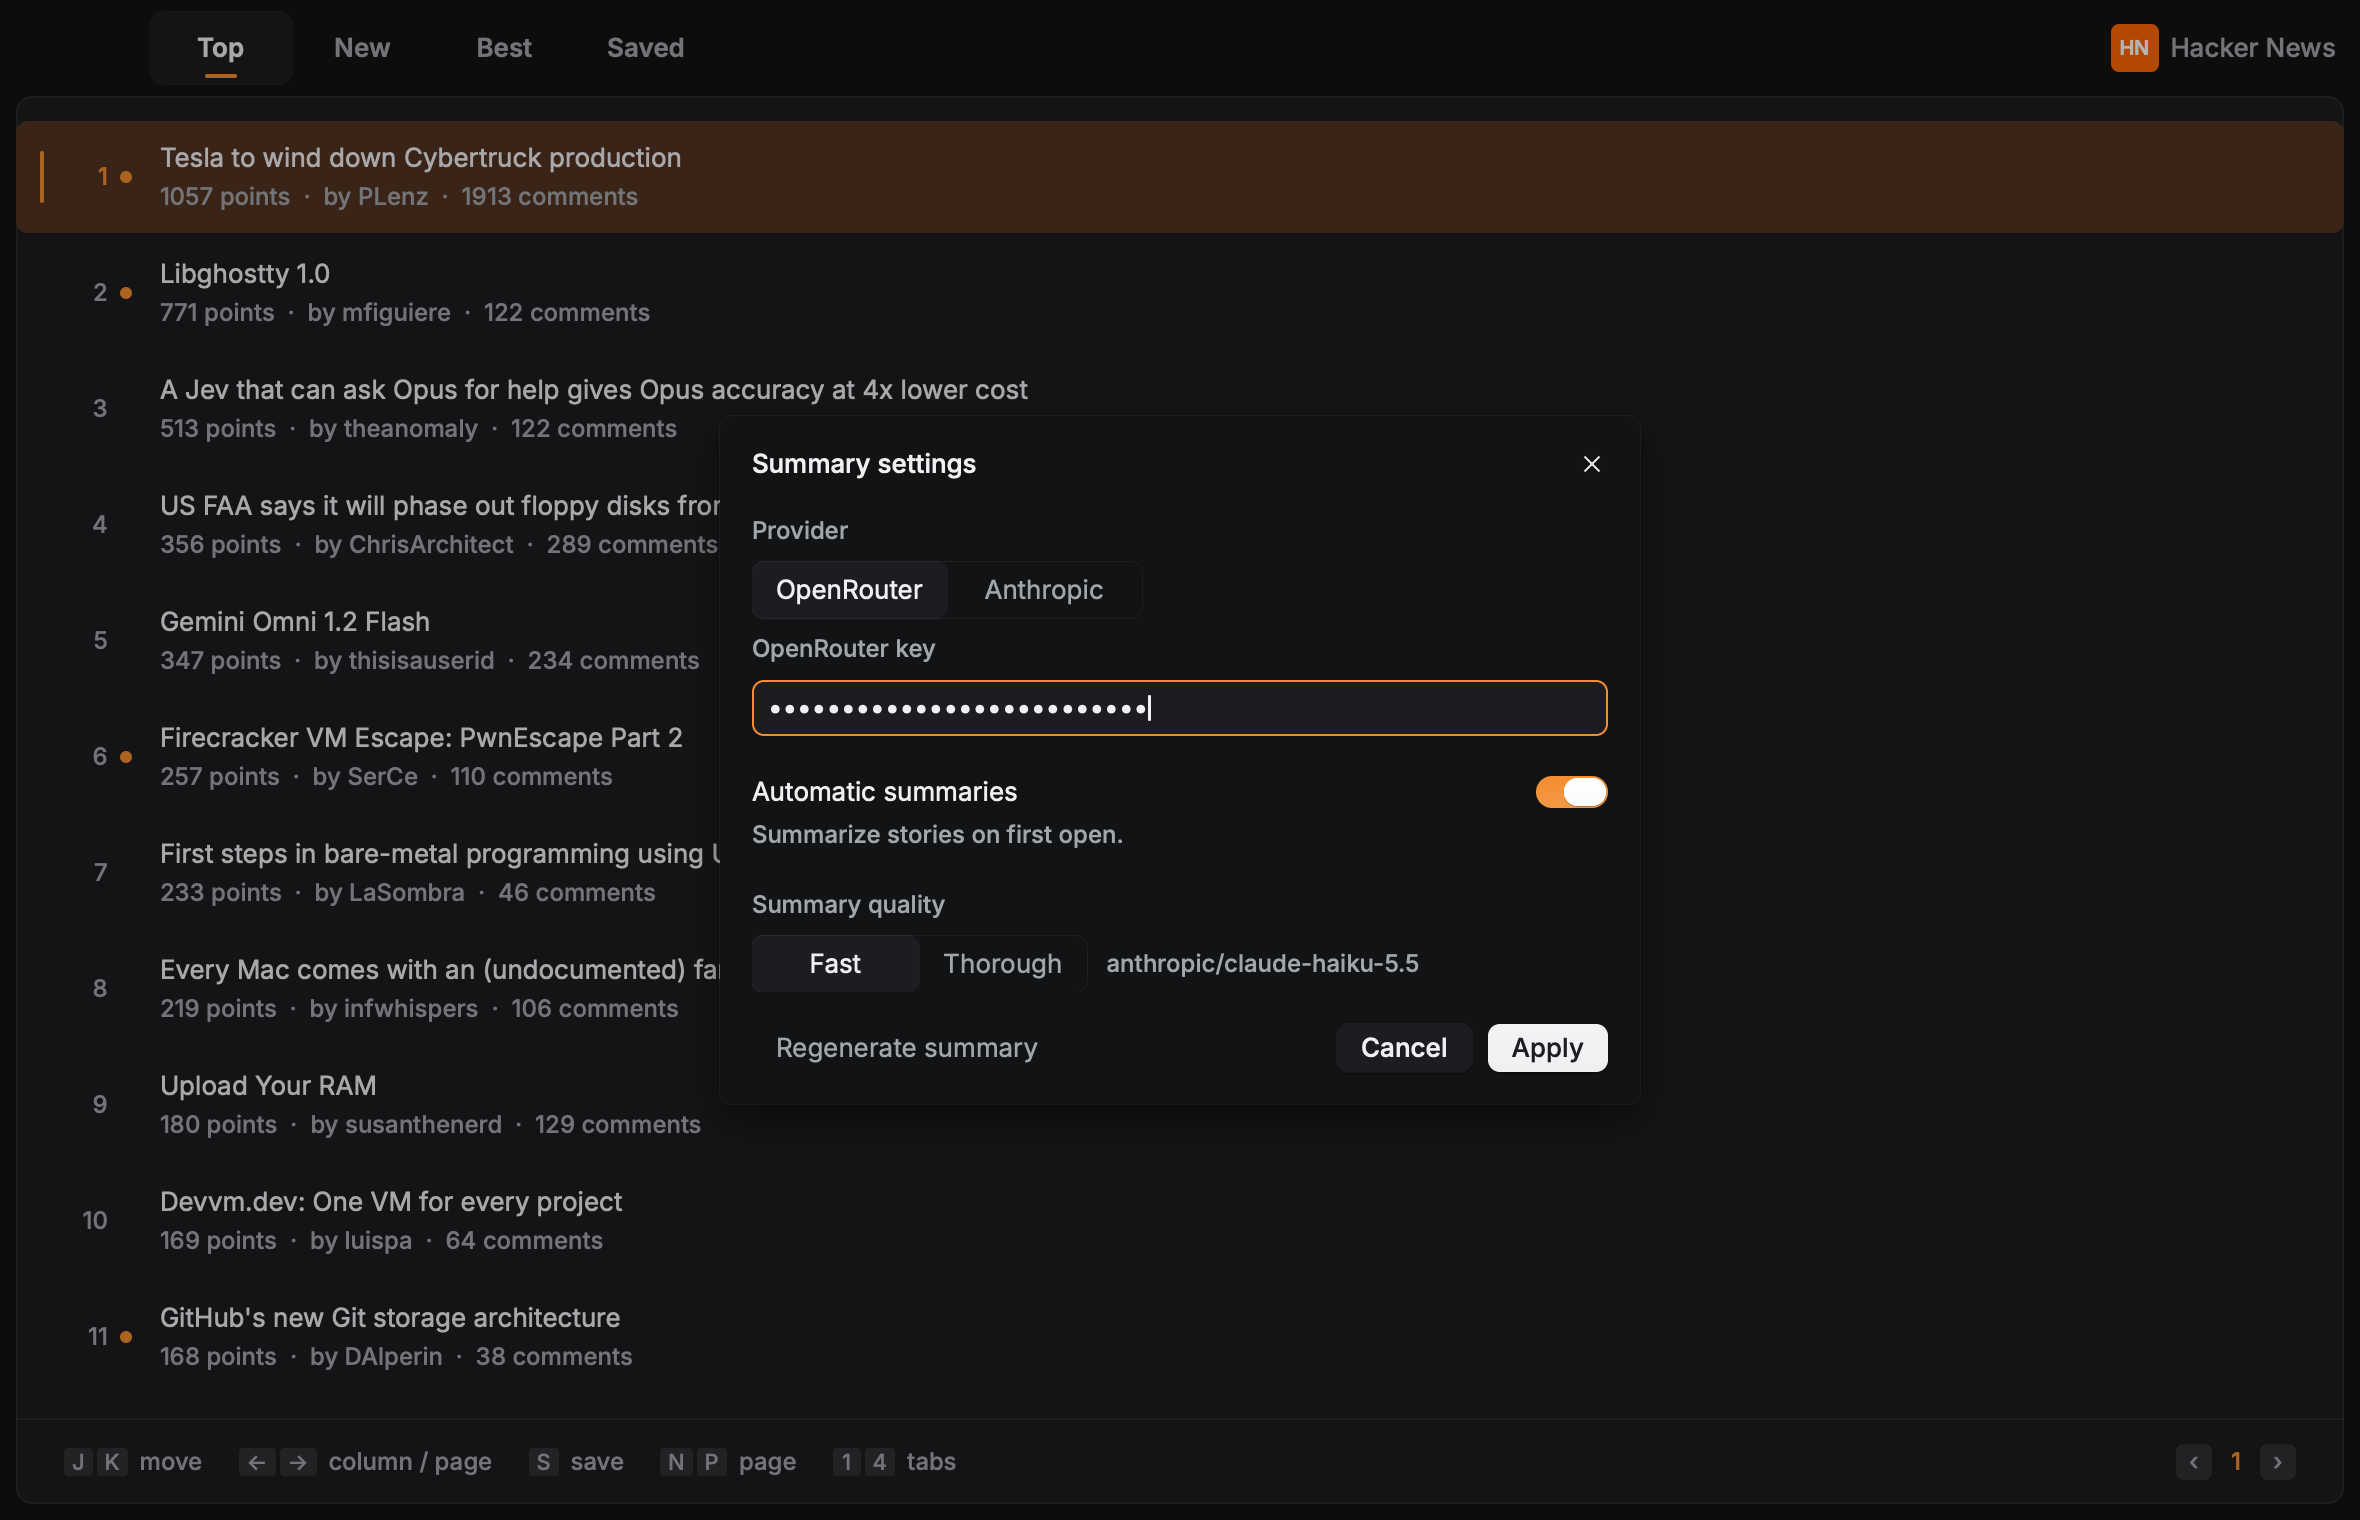 Top New Best Saved
HN Hacker News
1 Tesla to wind down Cybertruck production
1057 points · by PLenz · 1913 comments
2 Libghostty 1.0
771 points · by mfiguiere · 122 comments
3 A Jev that can ask Opus for help gives Opus accuracy at 4x lower cost
513 points · by theanomaly · 122 comments
4 US FAA says it will phase out floppy disks
356 points · by ChrisArchitect · 289 comments
5 Gemini Omni 1.2 Flash
347 points · by thisisauserid · 234 comments
6 Firecracker VM Escape: PwnEscape Part 2
257 points · by SerCe · 110 comments
7 First steps in bare-metal programming using
233 points · by LaSombra · 46 comments
8 Every Mac comes with an (undocumented)
219 points · by infwhispers · 106 comments
9 Upload Your RAM
180 points · by susanthenerd · 129 comments
10 Devvm.dev: One VM for every project
169 points · by luispa · 64 comments
11 GitHub's new Git storage architecture
168 points · by DAlperin · 38 comments
Summary settings
Provider
OpenRouter Anthropic
OpenRouter key
Automatic summaries
Summarize stories on first open.
Summary quality
Fast Thorough anthropic/claude-haiku-5.5
Regenerate summary Cancel Apply
J K move ← → column / page S save N P page 1 4 tabs
‹ 1 ›